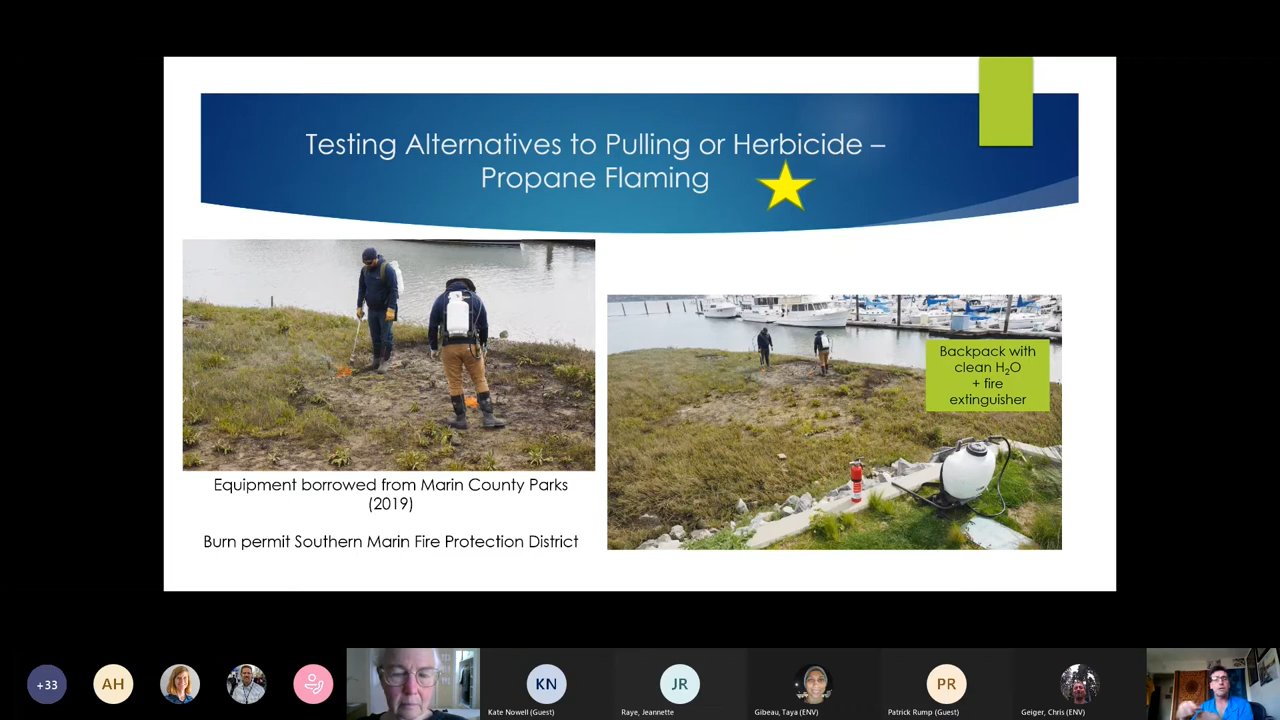 Testing Alternatives to Pulling or Herbicide –
Propane Flaming
Backpack with
clean H₂O
+ fire
extinguisher
Equipment borrowed from Marin County Parks
(2019)
Burn permit Southern Marin Fire Protection District
+33
AH
KN
JR
PR
Kate Nowell (Guest)
Raye, Jeannette
Gibeau, Taya (ENV)
Patrick Rump (Guest)
Geiger, Chris (ENV)